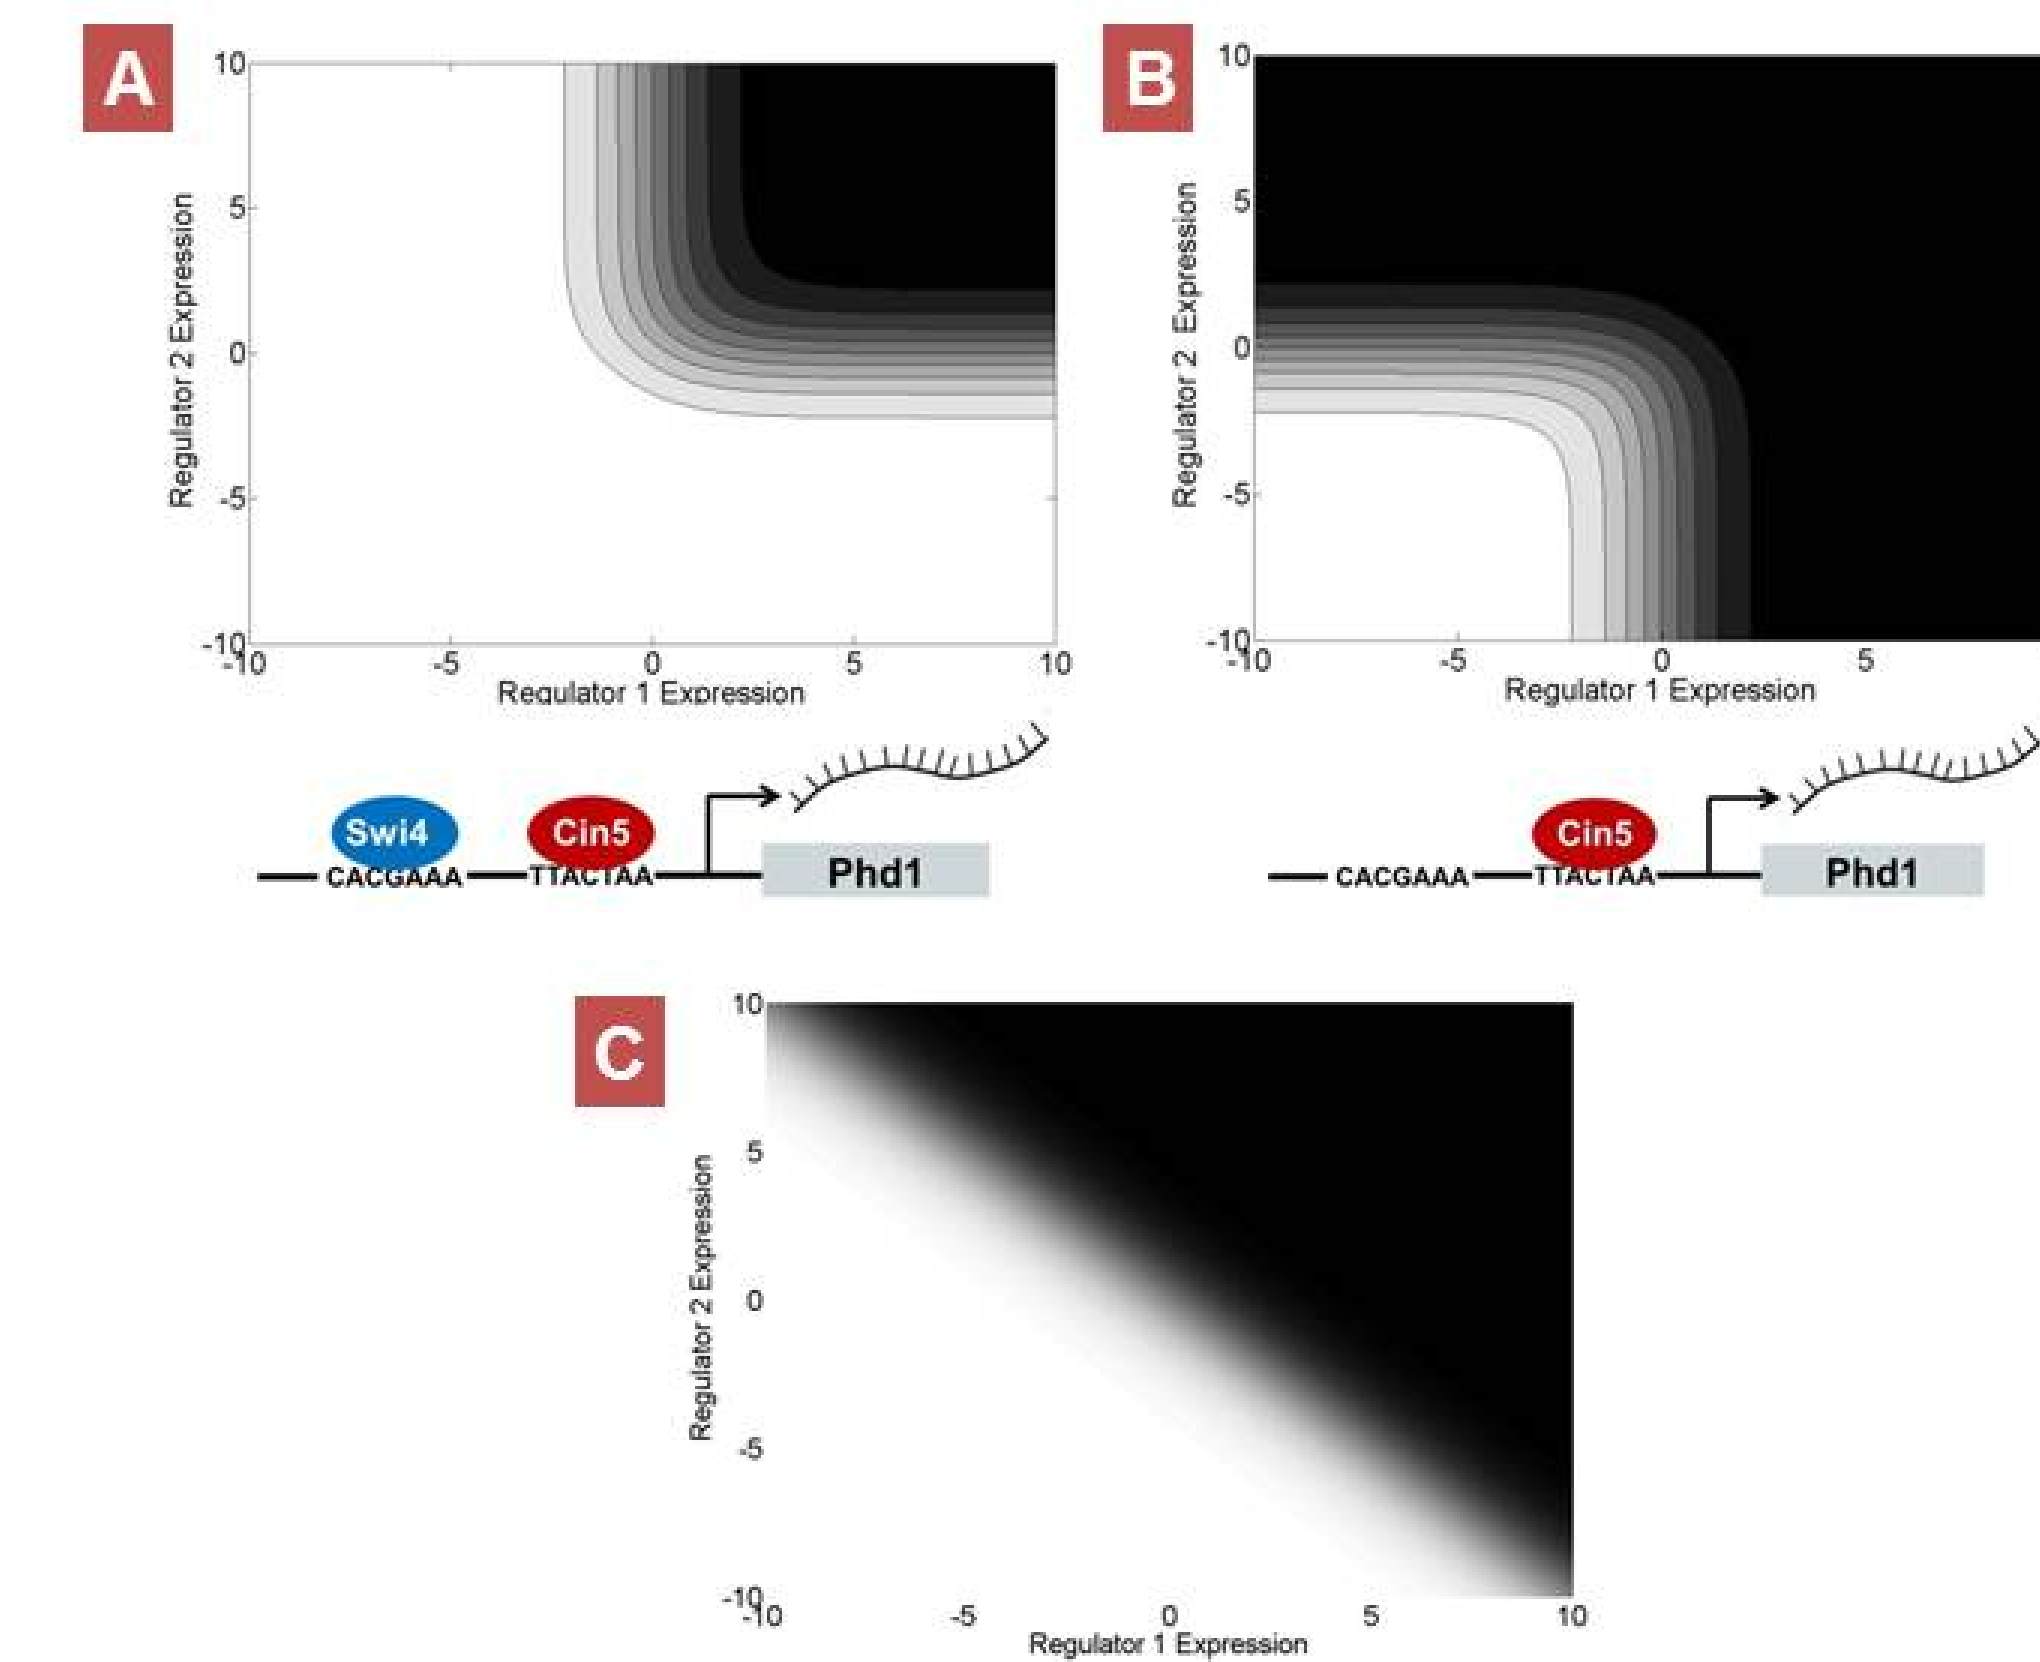 A
10
5
0
-5
-10
Regulator 2 Expression
-10 -5 0 5 10
Regulator 1 Expression
Swi4 Cin5
CACGAAA TTACTAA Phd1
B
10
5
0
-5
-10
Regulator 2 Expression
-10 -5 0 5
Regulator 1 Expression
Cin5
CACGAAA TTACTAA Phd1
C
10
5
0
-5
-10
Regulator 2 Expression
-10 -5 0 5 10
Regulator 1 Expression